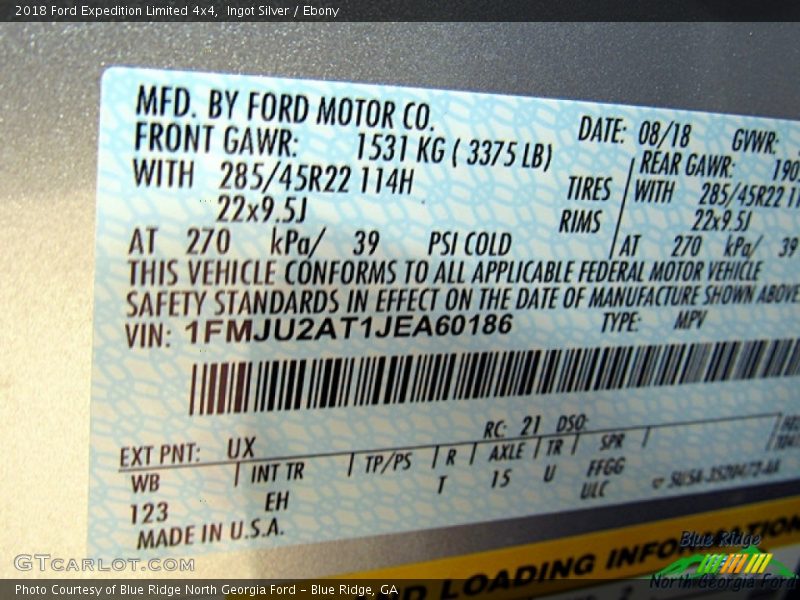 2018 Ford Expedition Limited 4x4, Ingot Silver / Ebony
MFD. BY FORD MOTOR CO.
DATE: 08/18 GVWR:
FRONT GAWR: 1531 KG ( 3375 LB)
REAR GAWR: 190
WITH 285/45R22 114H TIRES
WITH 285/45R22 11
22x9.5J RIMS
22x9.5J
AT 270 kPa/ 39 PSI COLD
AT 270 kPa/ 39
THIS VEHICLE CONFORMS TO ALL APPLICABLE FEDERAL MOTOR VEHICLE
SAFETY STANDARDS IN EFFECT ON THE DATE OF MANUFACTURE SHOWN ABOVE
VIN: 1FMJU2AT1JEA60186
TYPE: MPV
EXT PNT: UX RC: 21 DSO:
WB INT TR TP/PS R AXLE TR SPR
123 EH T 15 U FFGG
ULC
MADE IN U.S.A.
LOADING INFORMATION
Blue Ridge
North Georgia Ford
GTCARLOT.COM
Photo Courtesy of Blue Ridge North Georgia Ford – Blue Ridge, GA